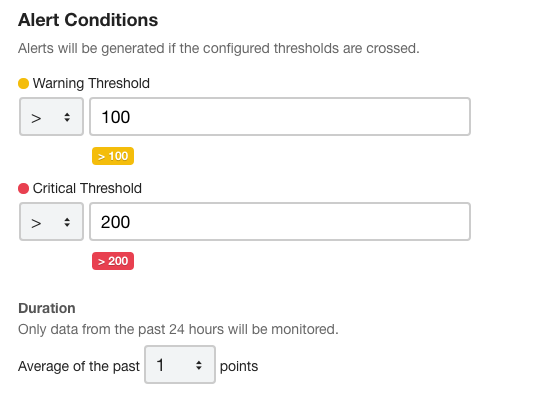 Alert Conditions
Alerts will be generated if the configured thresholds are crossed.
Warning Threshold
> 100
> 100
Critical Threshold
> 200
> 200
Duration
Only data from the past 24 hours will be monitored.
Average of the past 1 points